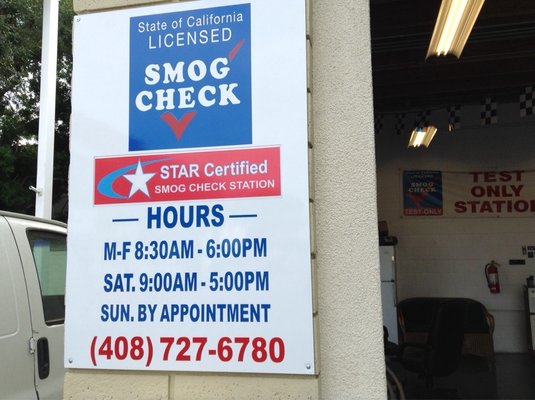 State of California
LICENSED
SMOG
CHECK
STAR Certified
SMOG CHECK STATION
HOURS
M-F 8:30AM - 6:00PM
SAT. 9:00AM - 5:00PM
SUN. BY APPOINTMENT
(408) 727-6780
SMOG
CHECK
TEST-ONLY
TEST
ONLY
STATION